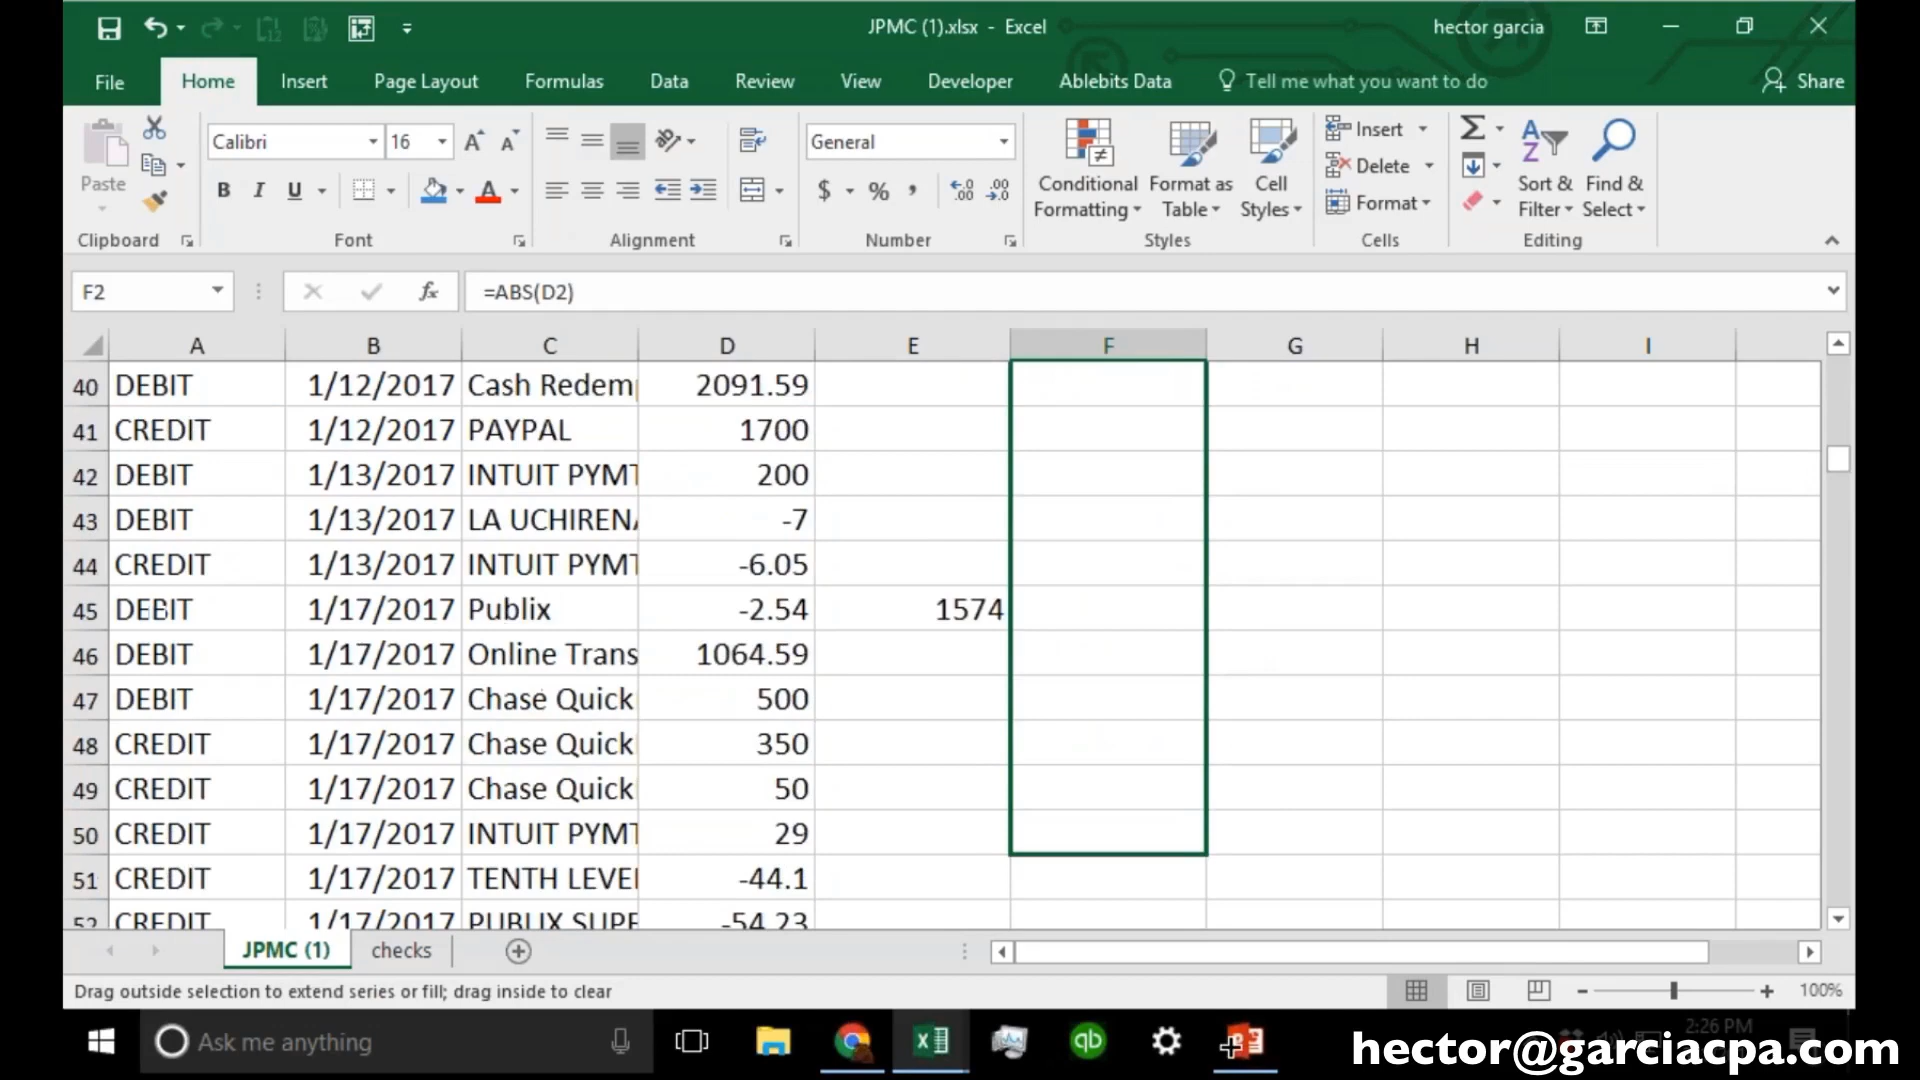 JPMC (1).xlsx - Excel
hector garcia
File Home Insert Page Layout Formulas Data Review View Developer Ablebits Data Tell me what you want to do Share
Calibri 16 General Insert
Paste Delete
B I U $ % , Conditional Format as Cell Format Sort & Find &
Formatting Table Styles Filter Select
Clipboard Font Alignment Number Styles Cells Editing
F2 fx =ABS(D2)
A B C D E F G H I
40 DEBIT 1/12/2017 Cash Redem 2091.59
41 CREDIT 1/12/2017 PAYPAL 1700
42 DEBIT 1/13/2017 INTUIT PYMT 200
43 DEBIT 1/13/2017 LA UCHIRENA -7
44 CREDIT 1/13/2017 INTUIT PYMT -6.05
45 DEBIT 1/17/2017 Publix -2.54 1574
46 DEBIT 1/17/2017 Online Trans 1064.59
47 DEBIT 1/17/2017 Chase Quick 500
48 CREDIT 1/17/2017 Chase Quick 350
49 CREDIT 1/17/2017 Chase Quick 50
50 CREDIT 1/17/2017 INTUIT PYMT 29
51 CREDIT 1/17/2017 TENTH LEVE -44.1
52 CREDIT 1/17/2017 PUBLIX SUPE -54.23
JPMC (1) checks
Drag outside selection to extend series or fill; drag inside to clear
100%
Ask me anything
qb
2:26 PM
hector@garciacpa.com